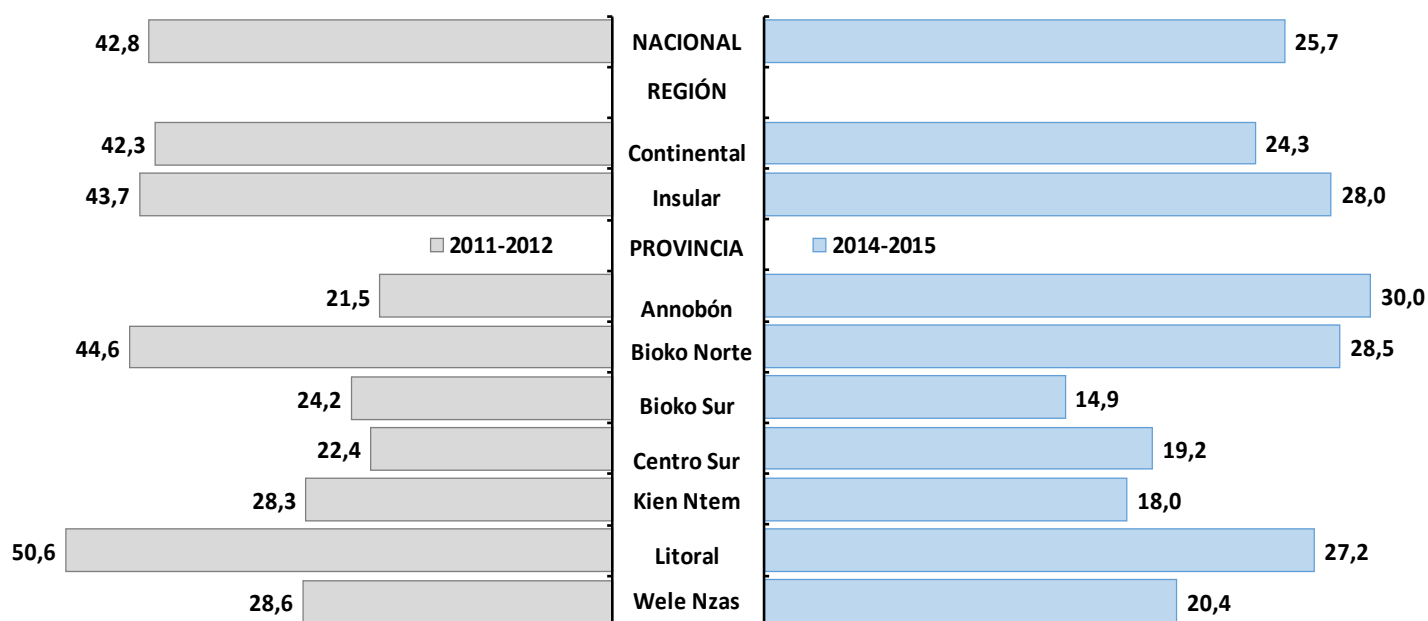 42,8 NACIONAL 25,7
REGIÓN
42,3 Continental 24,3
43,7 Insular 28,0
2011-2012 PROVINCIA 2014-2015
21,5 Annobón 30,0
44,6 Bioko Norte 28,5
24,2 Bioko Sur 14,9
22,4 Centro Sur 19,2
28,3 Kien Ntem 18,0
50,6 Litoral 27,2
28,6 Wele Nzas 20,4